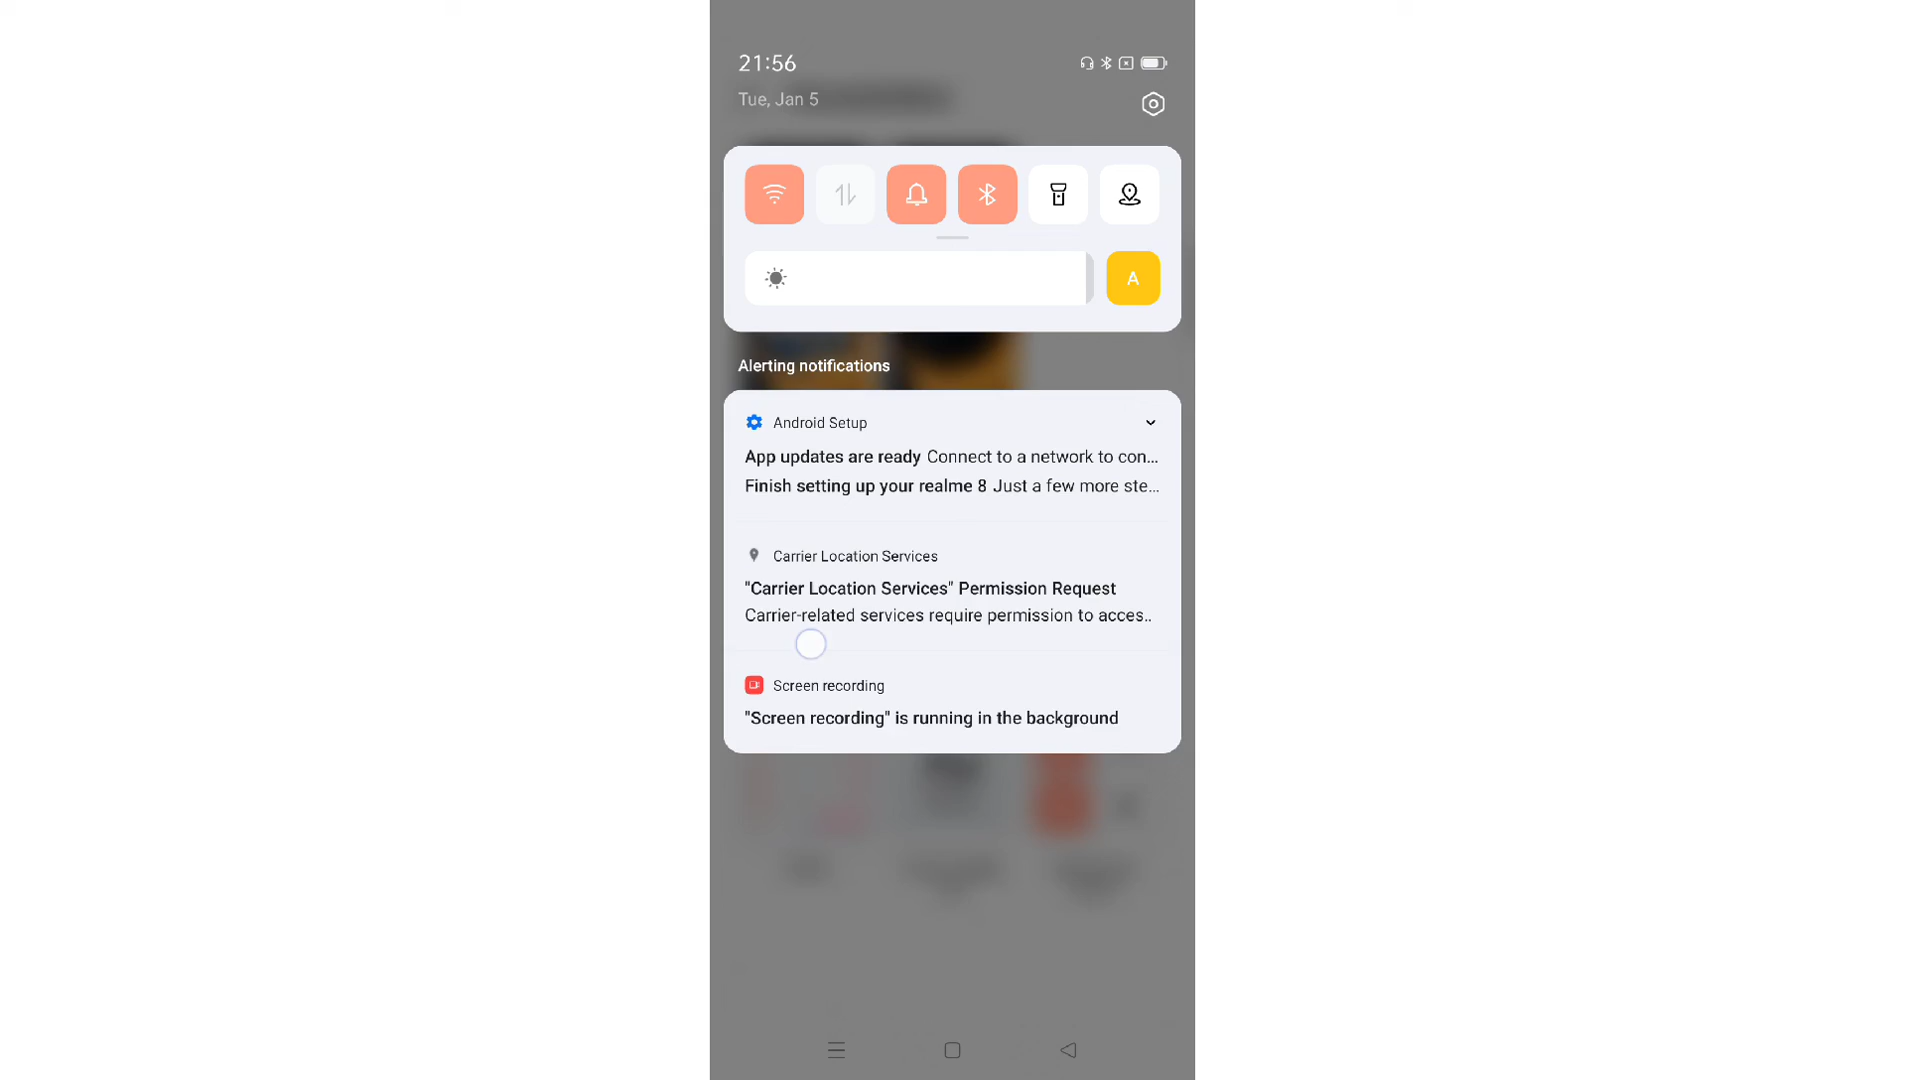 21:56
Tue, Jan 5
A
Alerting notifications
Android Setup
App updates are ready Connect to a network to con...
Finish setting up your realme 8 Just a few more ste...
Carrier Location Services
"Carrier Location Services" Permission Request
Carrier-related services require permission to acces..
Screen recording
"Screen recording" is running in the background